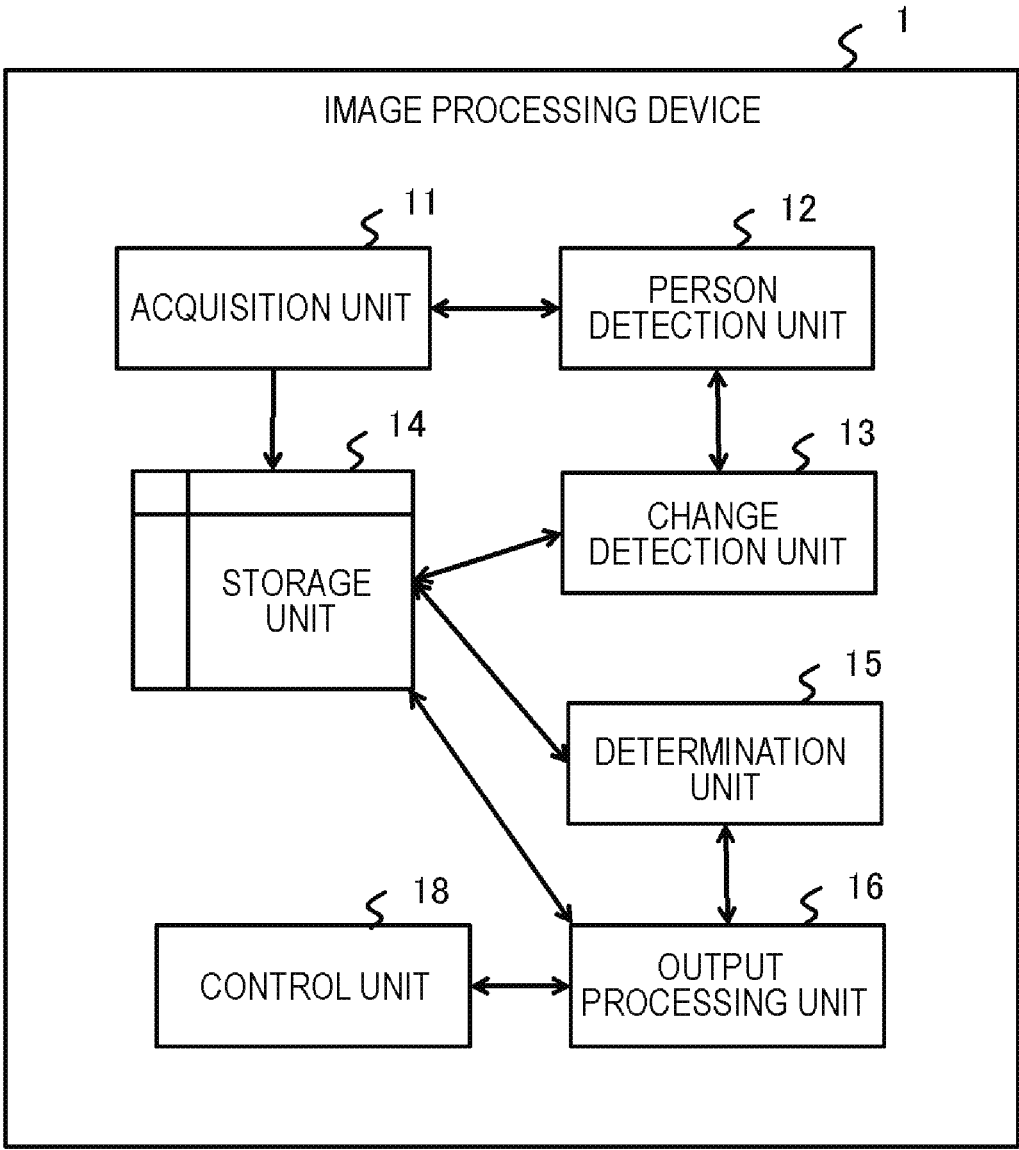 1
IMAGE PROCESSING DEVICE
11
ACQUISITION UNIT
12
PERSON
DETECTION UNIT
14
STORAGE
UNIT
13
CHANGE
DETECTION UNIT
15
DETERMINATION
UNIT
18
CONTROL UNIT
16
OUTPUT
PROCESSING UNIT